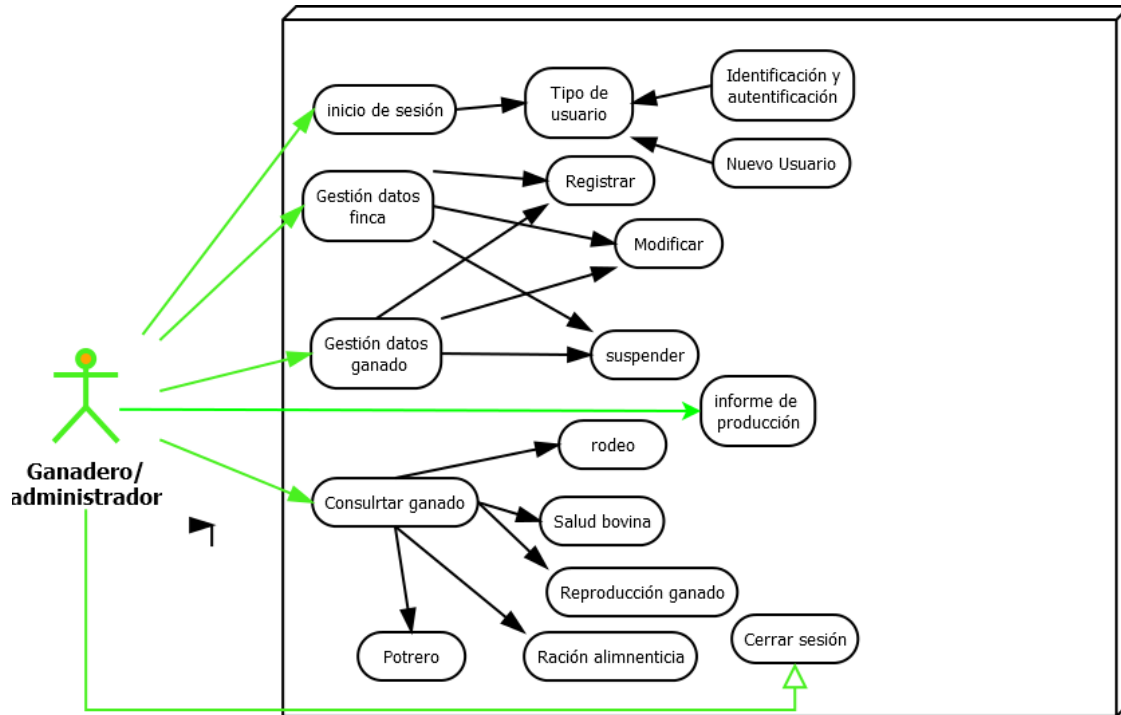 inicio de sesión
Tipo de
usuario
Identificación y
autentificación
Nuevo Usuario
Gestión datos
finca
Registrar
Modificar
Gestión datos
ganado
suspender
informe de
producción
Ganadero/
administrador
rodeo
Consulrtar ganado
Salud bovina
Reproducción ganado
Potrero
Ración alimnenticia
Cerrar sesión